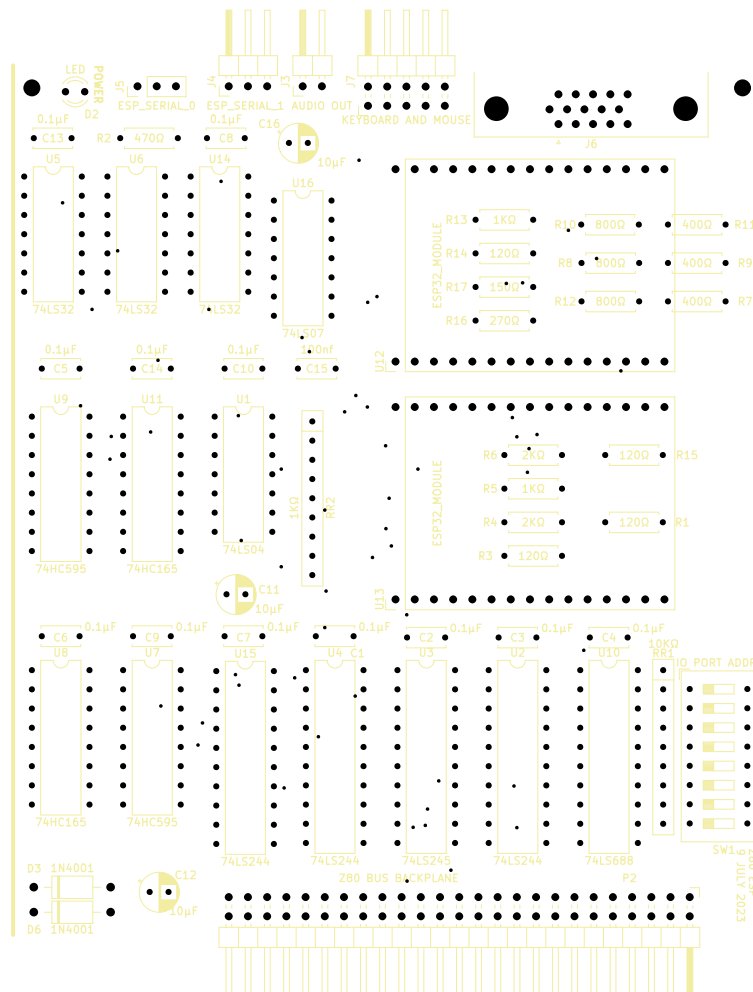 LED
POWER
D2
J5
ESP_SERIAL_0
J4
ESP_SERIAL_1
J3
AUDIO OUT
J7
KEYBOARD AND MOUSE
J6
0.1µF
C13
R2
470Ω
0.1µF
C8
C16
10µF
U5
U6
U14
U16
74LS32
74LS32
74LS32
74LS07
R13
1KΩ
R14
120Ω
R17
150Ω
R16
270Ω
ESP32_MODULE
U12
R10
800Ω
400Ω
R11
R8
800Ω
400Ω
R9
R12
800Ω
400Ω
R7
0.1µF
C5
0.1µF
C14
0.1µF
C10
100nf
C15
U9
U11
U1
74HC595
74HC165
74LS04
1KΩ
RR2
ESP32_MODULE
U13
R6
2KΩ
120Ω
R15
R5
1KΩ
R4
2KΩ
120Ω
R1
R3
120Ω
C11
10µF
C6
0.1µF
C9
0.1µF
C7
0.1µF
C1
0.1µF
C2
0.1µF
C3
0.1µF
C4
0.1µF
10KΩ
RR1
IO PORT ADDR
U8
U7
U15
U4
U3
U2
U10
74HC165
74HC595
74LS244
74LS244
74LS245
74LS244
74LS688
SW1
9 JULY 2023
D3
1N4001
D6
1N4001
C12
10µF
Z80 BUS BACKPLANE
P2